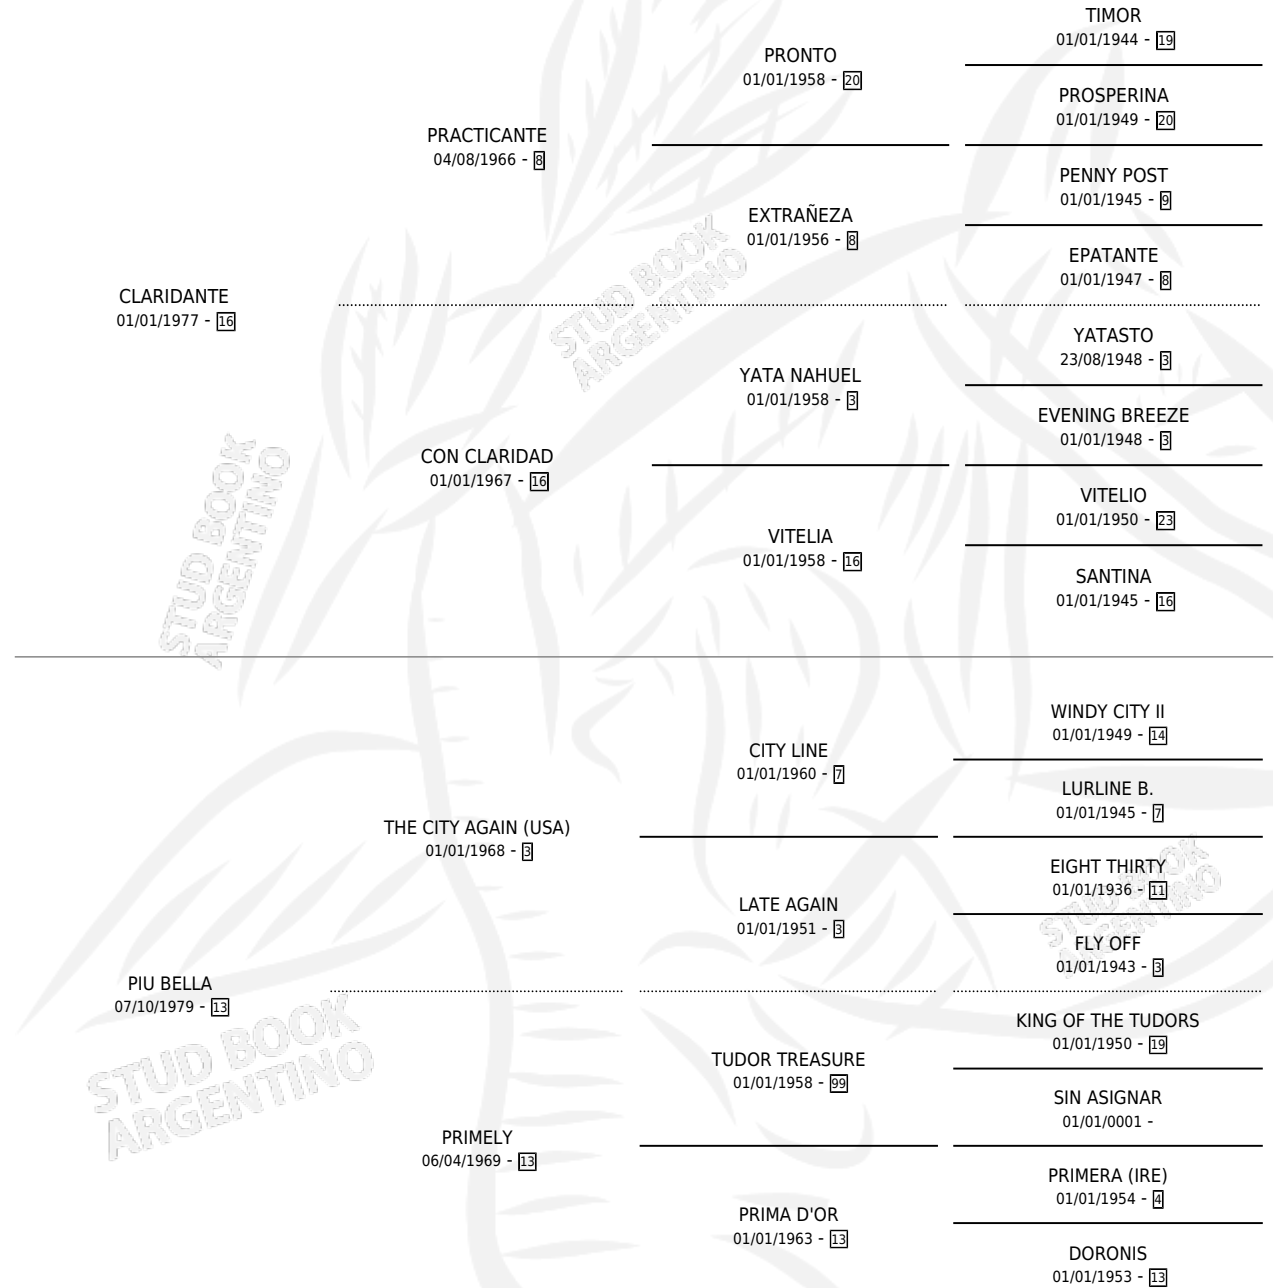 TIMOR
01/01/1944 - 19
PRONTO
01/01/1958 - 20
PROSPERINA
01/01/1949 - 20
PRACTICANTE
04/08/1966 - 8
PENNY POST
01/01/1945 - 9
EXTRAÑEZA
01/01/1956 - 8
EPATANTE
01/01/1947 - 8
CLARIDANTE
01/01/1977 - 16
YATASTO
23/08/1948 - 3
YATA NAHUEL
01/01/1958 - 3
EVENING BREEZE
01/01/1948 - 3
CON CLARIDAD
01/01/1967 - 16
VITELIO
01/01/1950 - 23
VITELIA
01/01/1958 - 16
SANTINA
01/01/1945 - 16
WINDY CITY II
01/01/1949 - 14
CITY LINE
01/01/1960 - 7
LURLINE B.
01/01/1945 - 7
THE CITY AGAIN (USA)
01/01/1968 - 3
EIGHT THIRTY
01/01/1936 - 11
LATE AGAIN
01/01/1951 - 3
FLY OFF
01/01/1943 - 3
PIU BELLA
07/10/1979 - 13
KING OF THE TUDORS
01/01/1950 - 19
TUDOR TREASURE
01/01/1958 - 99
SIN ASIGNAR
01/01/0001 -
PRIMELY
06/04/1969 - 13
PRIMERA (IRE)
01/01/1954 - 4
PRIMA D'OR
01/01/1963 - 13
DORONIS
01/01/1953 - 13
STUD BOOK
ARGENTINO
STUD BOOK
ARGENTINO
STUD BOOK
ARGENTINO
STUD BOOK
ARGENTINO